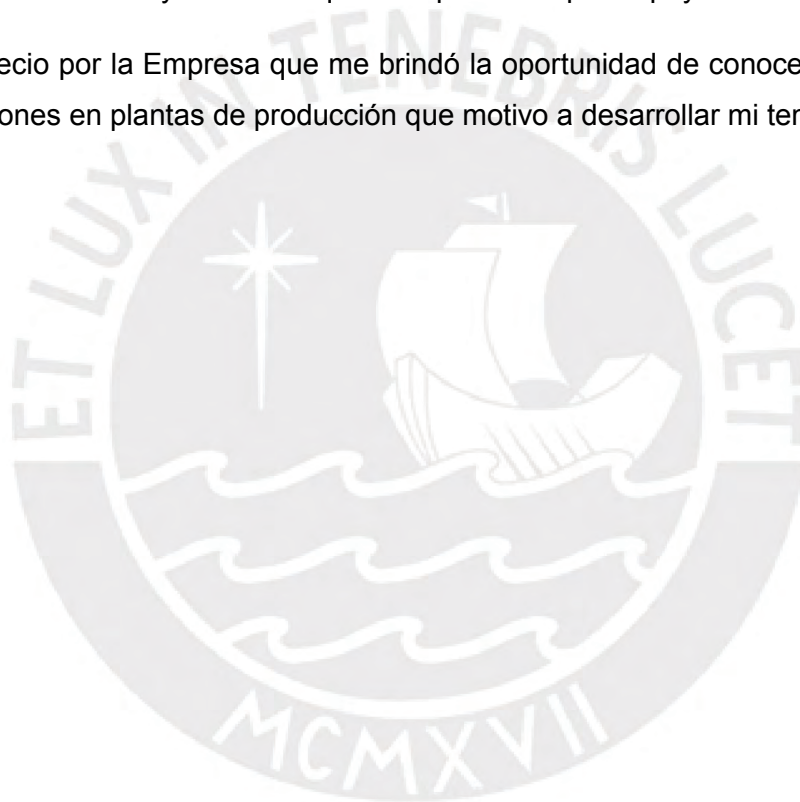 ecio por la Empresa que me brindó la oportunidad de conoce
ones en plantas de producción que motivo a desarrollar mi ter
ET LUX IN TENEBRIS LUCET
MCMXVII